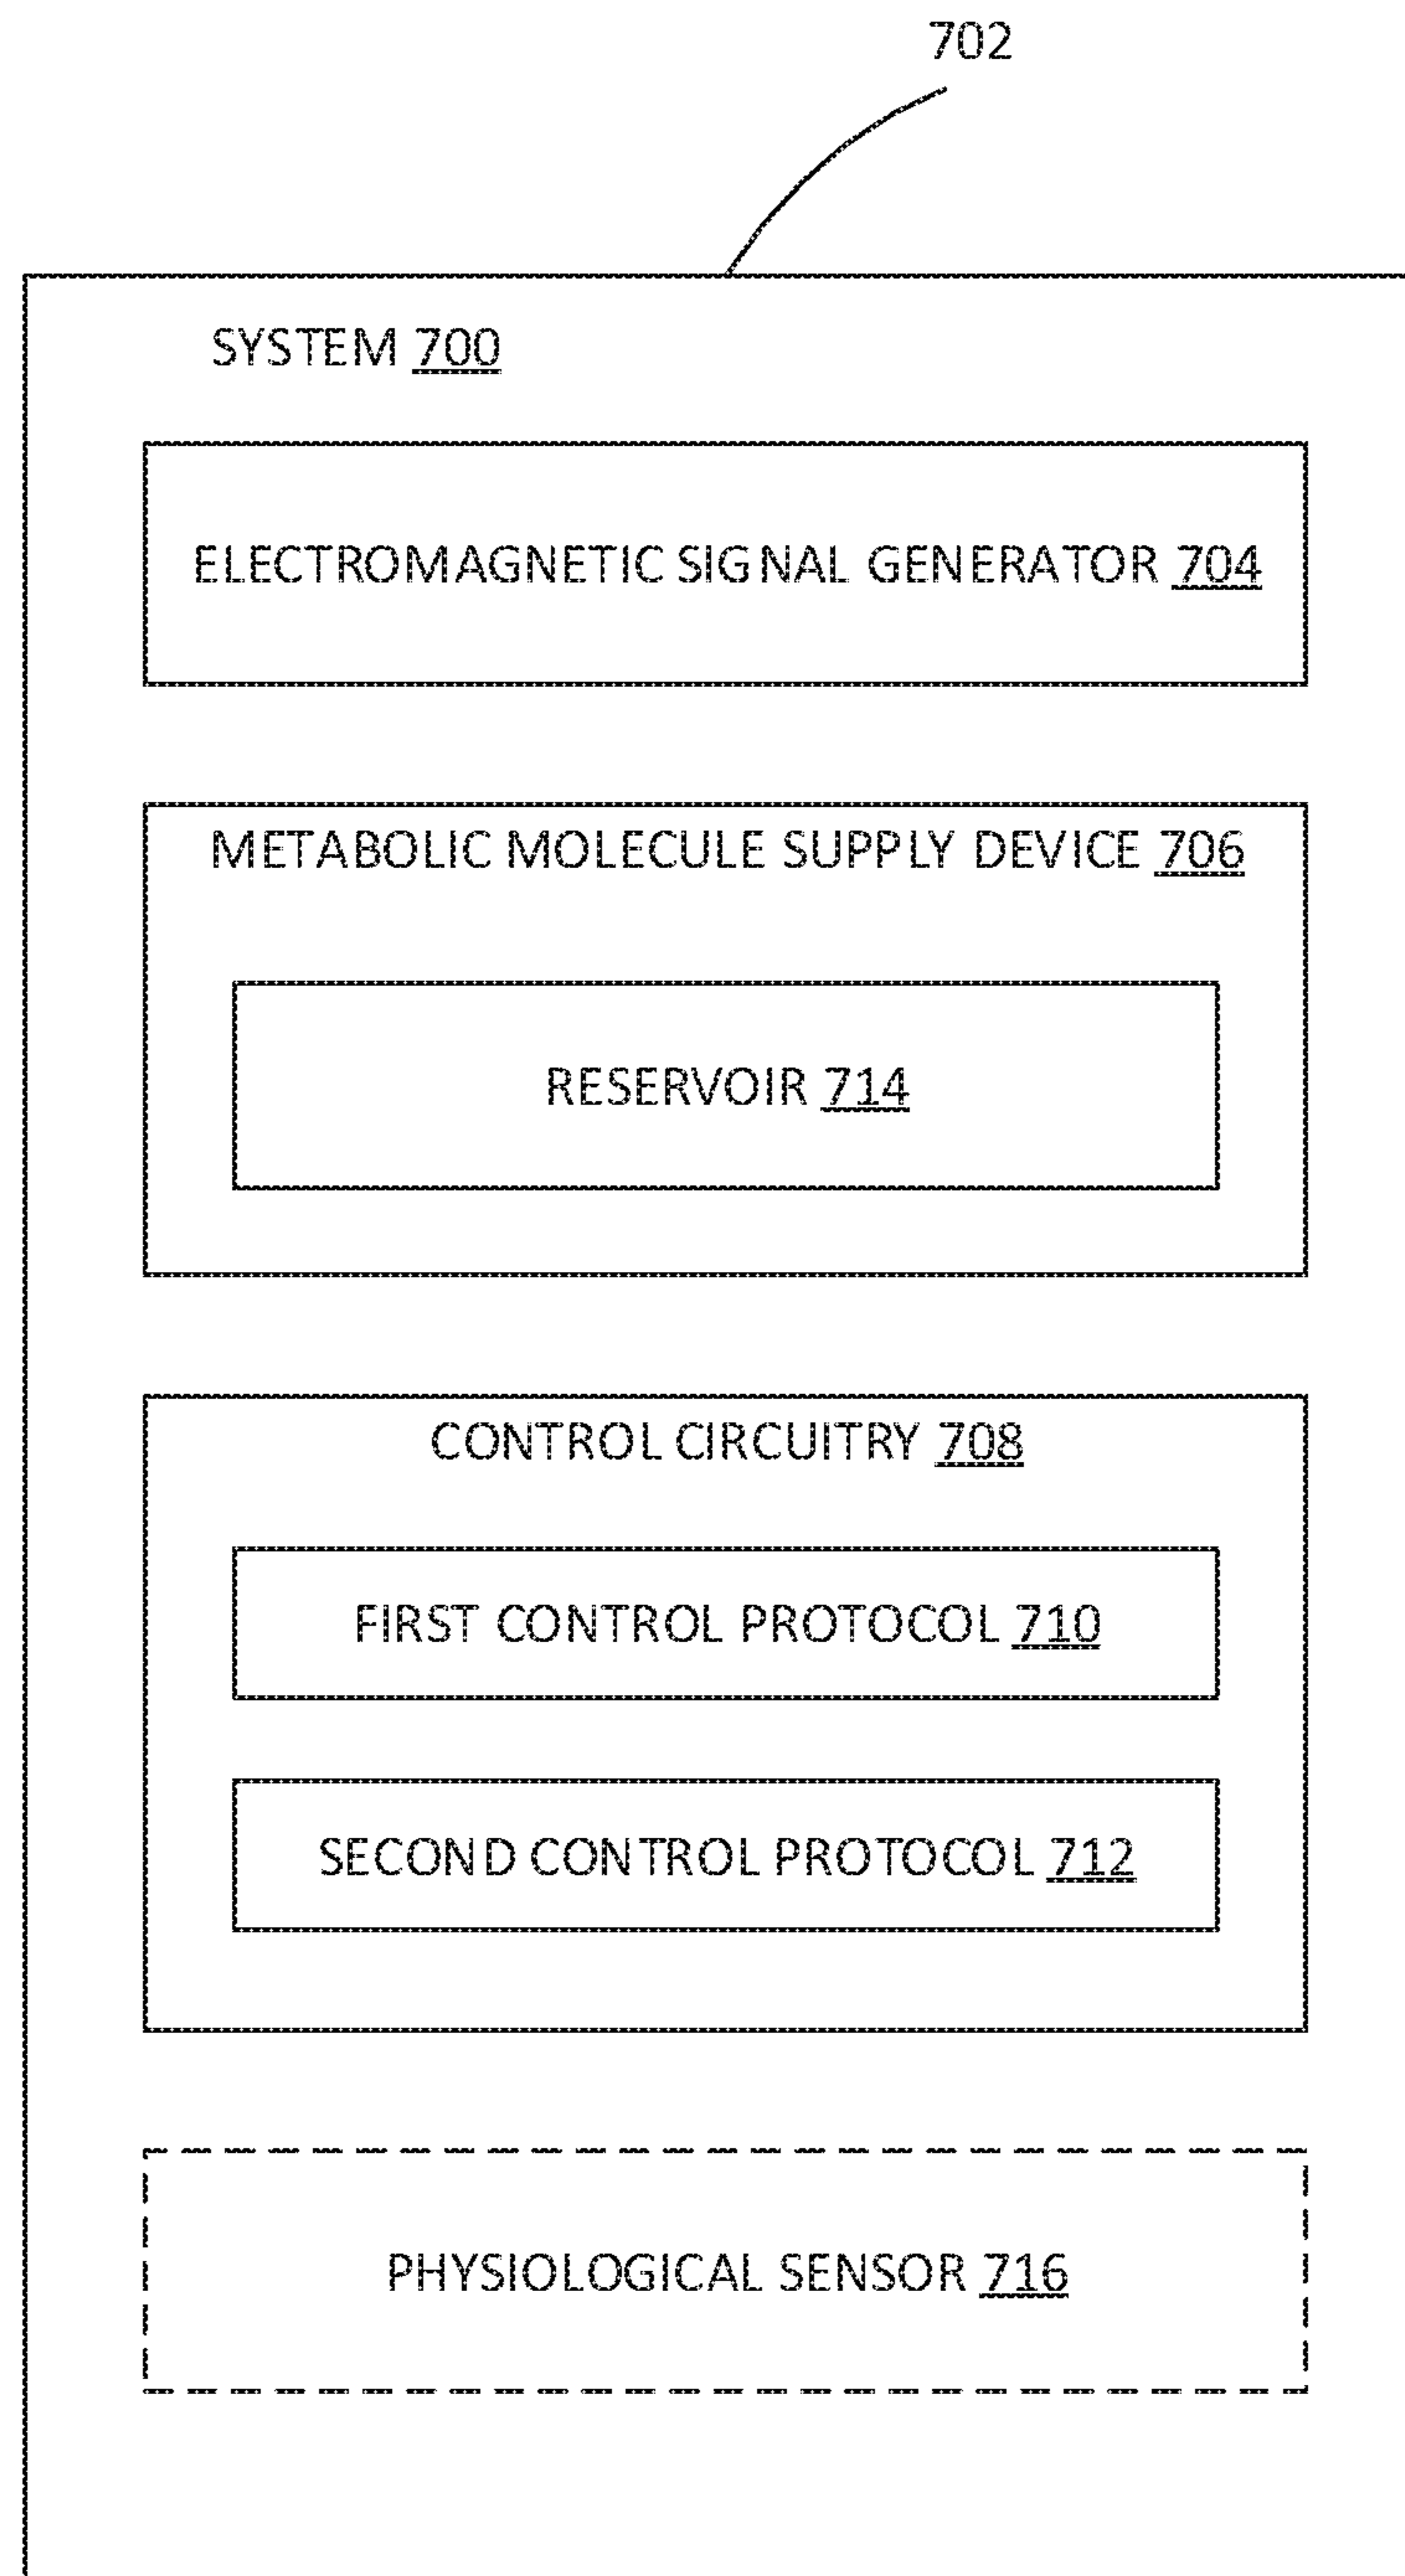 702
SYSTEM 700
ELECTROMAGNETIC SIGNAL GENERATOR 704
METABOLIC MOLECULE SUPPLY DEVICE 706
RESERVOIR 714
CONTROL CIRCUITRY 708
FIRST CONTROL PROTOCOL 710
SECOND CONTROL PROTOCOL 712
PHYSIOLOGICAL SENSOR 716